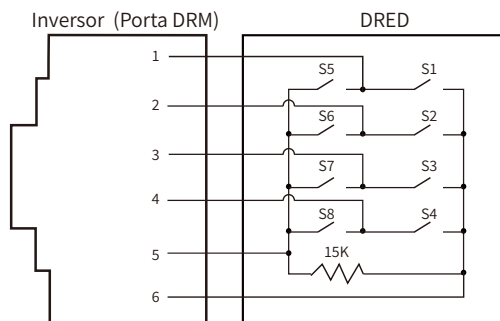 Inversor (Porta DRM)
DRED
1
S5
S1
2
S6
S2
3
S7
S3
4
S8
S4
5
15K
6